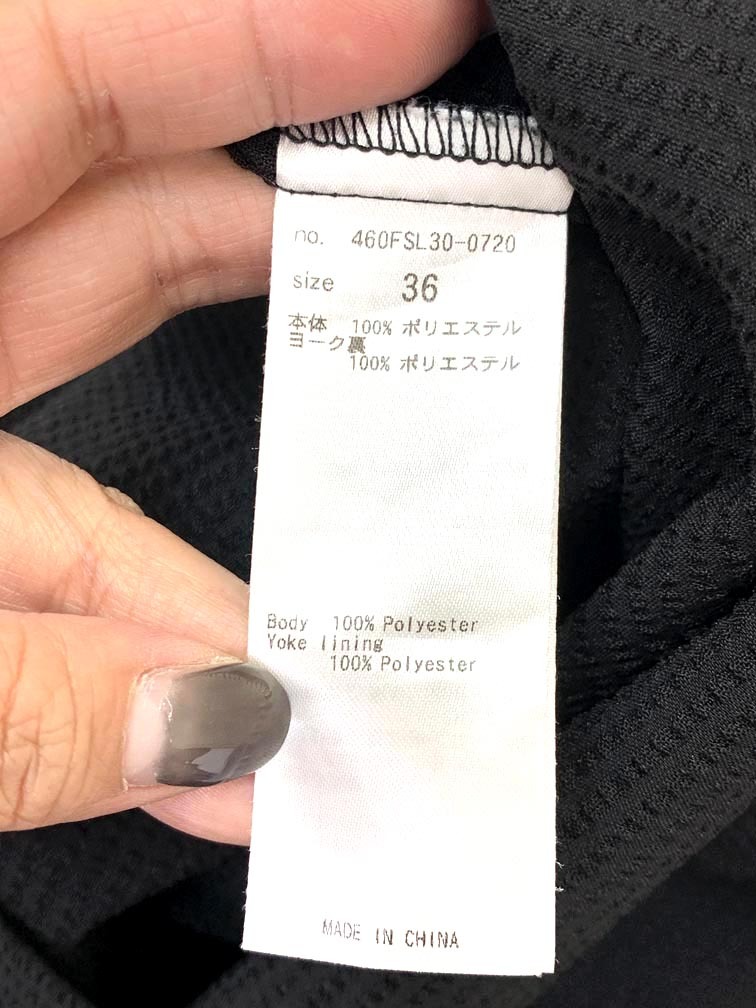 no. 460FSL30-0720
size 36
本体 100% ポリエステル
ヨーク裏
100% ポリエステル
Body 100% Polyester
Yoke lining
100% Polyester
MADE IN CHINA